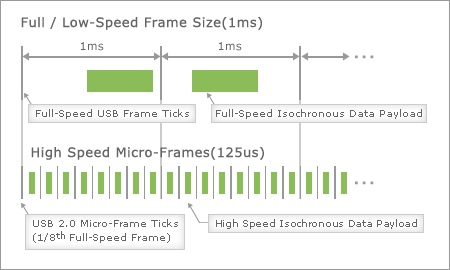 Full / Low-Speed Frame Size(1ms)
1ms 1ms
Full-Speed USB Frame Ticks Full-Speed Isochronous Data Payload
High Speed Micro-Frames(125us)
USB 2.0 Micro-Frame Ticks High Speed Isochronous Data Payload
(1/8th Full-Speed Frame)